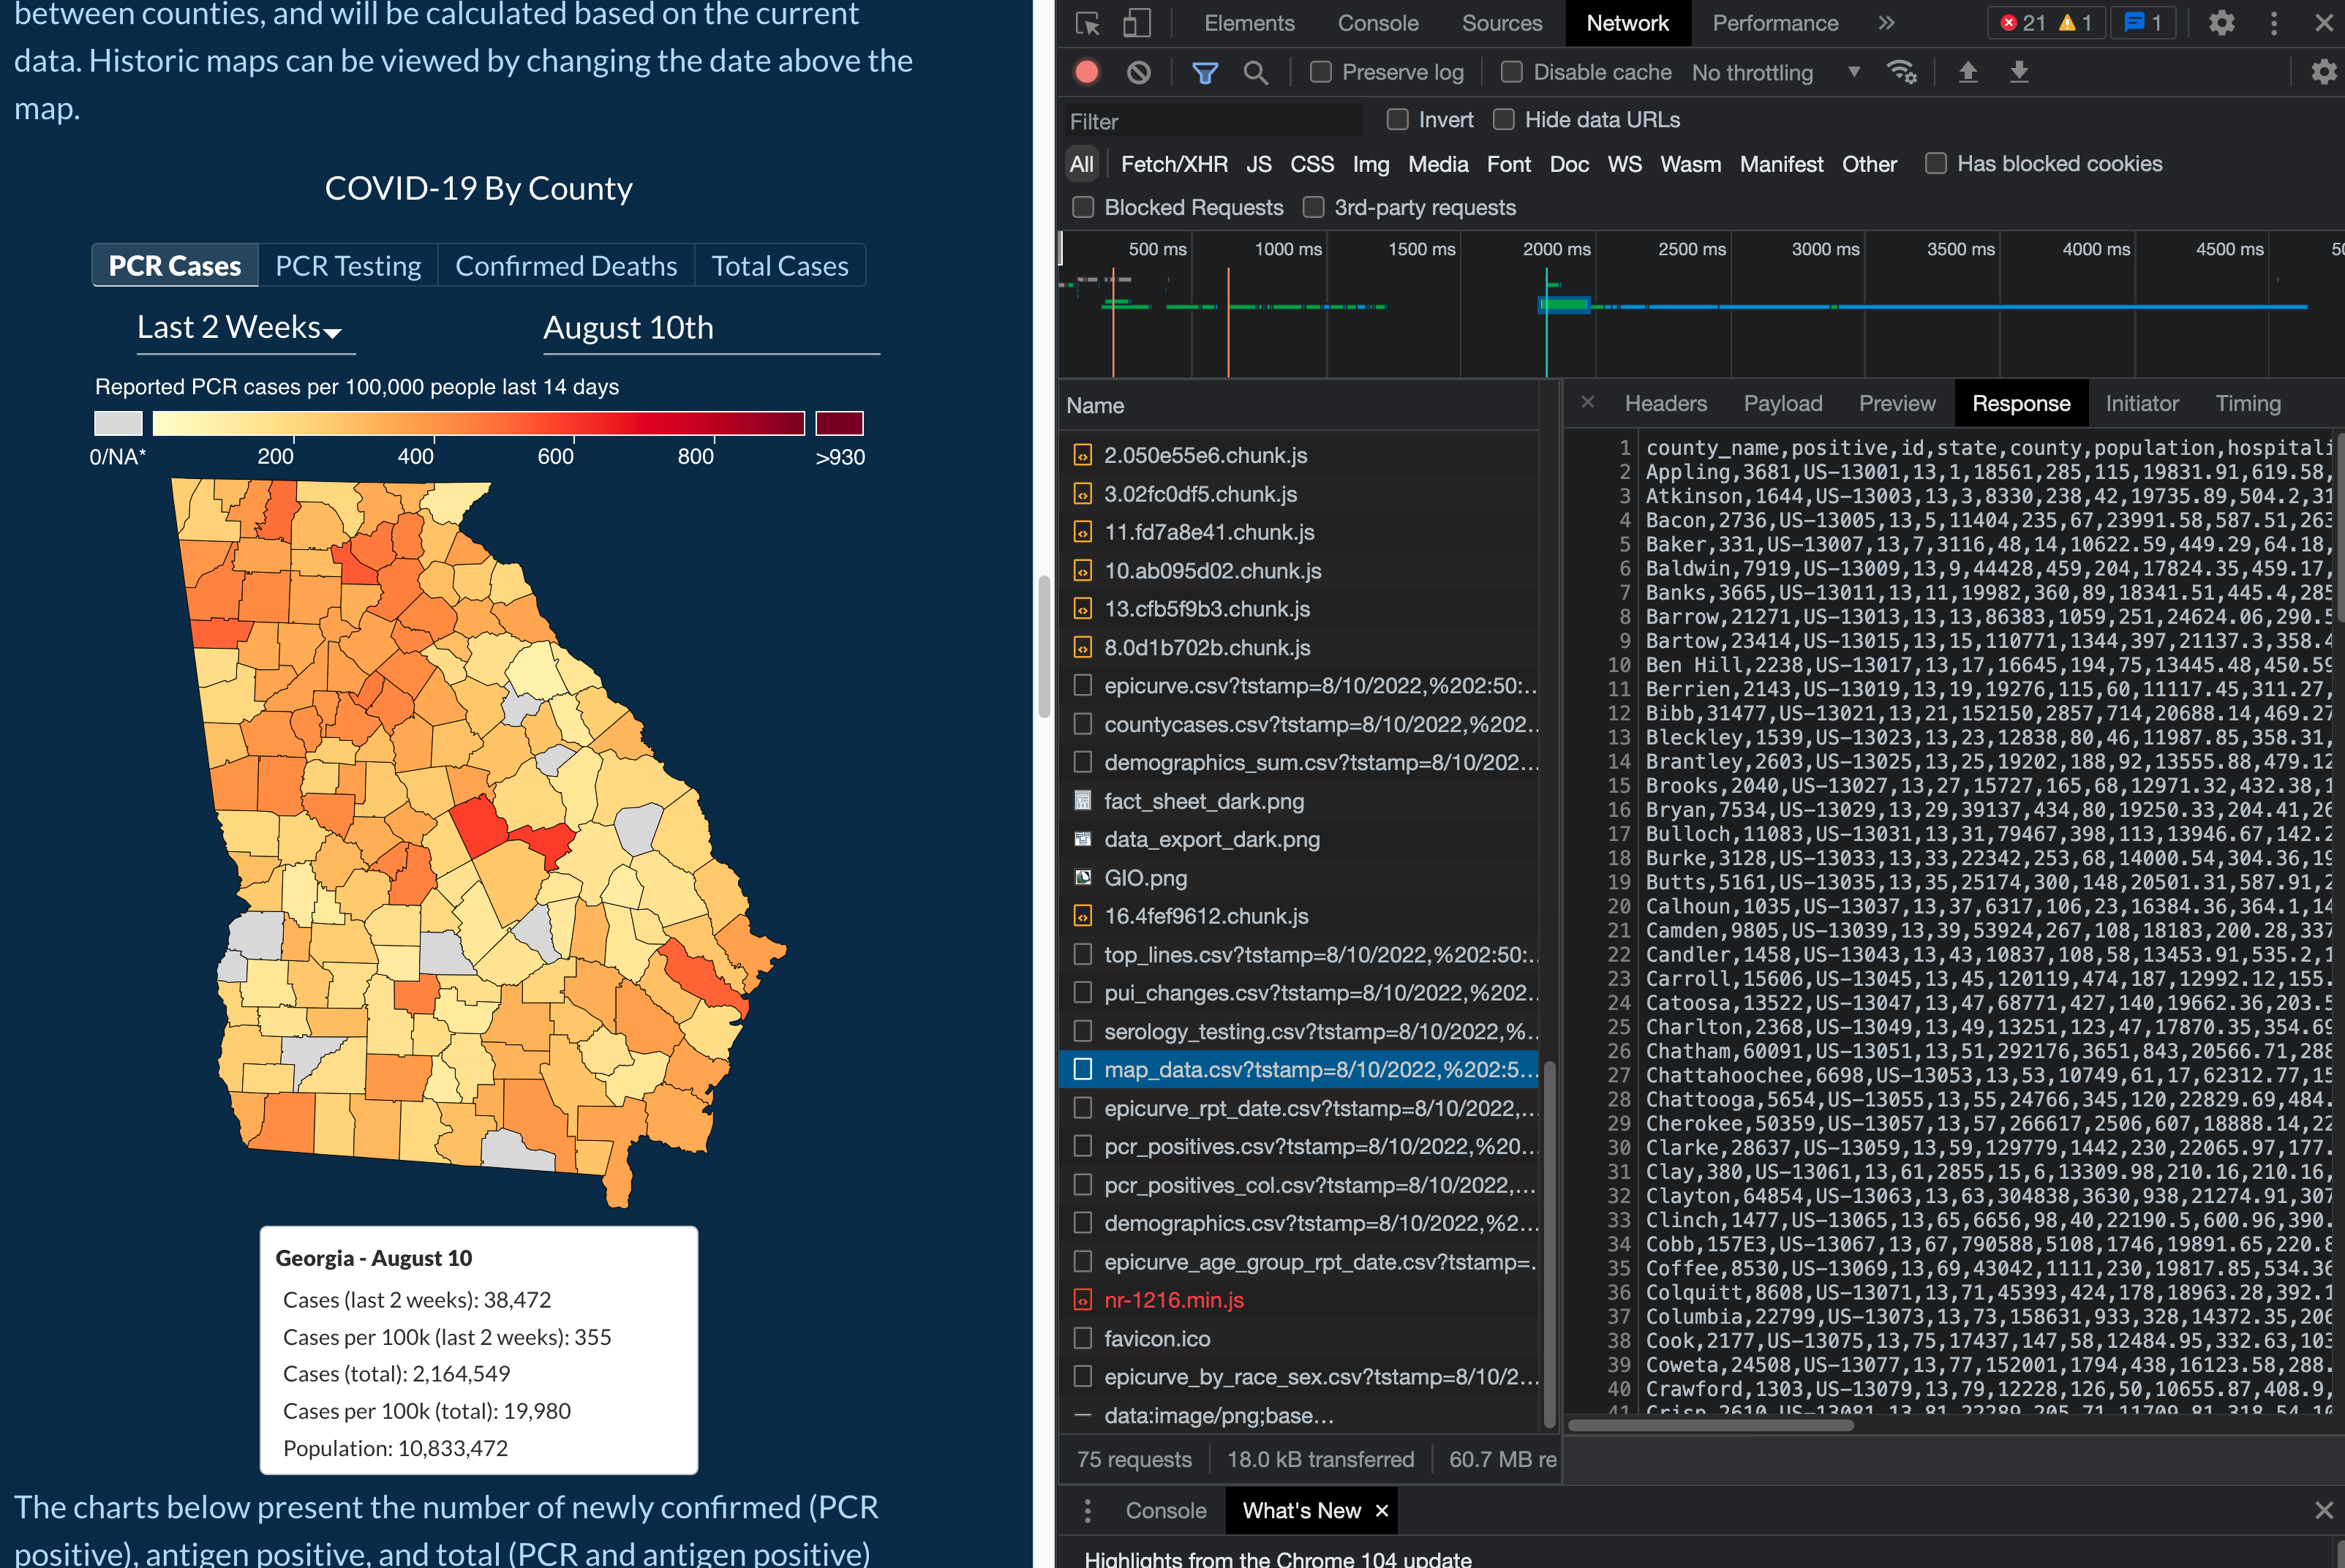 between counties, and will be calculated based on the current
data. Historic maps can be viewed by changing the date above the
map.
COVID-19 By County
PCR Cases
PCR Testing
Confirmed Deaths
Total Cases
Last 2 Weeks
August 10th
Reported PCR cases per 100,000 people last 14 days
0/NA*
200
400
600
800
>930
Georgia - August 10
Cases (last 2 weeks): 38,472
Cases per 100k (last 2 weeks): 355
Cases (total): 2,164,549
Cases per 100k (total): 19,980
Population: 10,833,472
The charts below present the number of newly confirmed (PCR
positive), antigen positive, and total (PCR and antigen positive)
Elements
Console
Sources
Network
Performance
21
1
1
Preserve log
Disable cache
No throttling
Filter
Invert
Hide data URLs
All
Fetch/XHR
JS
CSS
Img
Media
Font
Doc
WS
Wasm
Manifest
Other
Has blocked cookies
Blocked Requests
3rd-party requests
500 ms
1000 ms
1500 ms
2000 ms
2500 ms
3000 ms
3500 ms
4000 ms
4500 ms
50
Name
2.050e55e6.chunk.js
3.02fc0df5.chunk.js
11.fd7a8e41.chunk.js
10.ab095d02.chunk.js
13.cfb5f9b3.chunk.js
8.0d1b702b.chunk.js
epicurve.csv?tstamp=8/10/2022,%202:50:..
countycases.csv?tstamp=8/10/2022,%202..
demographics_sum.csv?tstamp=8/10/202...
fact_sheet_dark.png
data_export_dark.png
GIO.png
16.4fef9612.chunk.js
top_lines.csv?tstamp=8/10/2022,%202:50:..
pui_changes.csv?tstamp=8/10/2022,%202..
serology_testing.csv?tstamp=8/10/2022,%..
map_data.csv?tstamp=8/10/2022,%202:5...
epicurve_rpt_date.csv?tstamp=8/10/2022,...
pcr_positives.csv?tstamp=8/10/2022,%20...
pcr_positives_col.csv?tstamp=8/10/2022,...
demographics.csv?tstamp=8/10/2022,%2...
epicurve_age_group_rpt_date.csv?tstamp=.
nr-1216.min.js
favicon.ico
epicurve_by_race_sex.csv?tstamp=8/10/2...
data:image/png;base...
75 requests
18.0 kB transferred
60.7 MB re
Headers
Payload
Preview
Response
Initiator
Timing
1 county_name,positive,id,state,county,population,hospitali
2 Appling,3681,US-13001,13,1,18561,285,115,19831.91,619.58,
3 Atkinson,1644,US-13003,13,3,8330,238,42,19735.89,504.2,31
4 Bacon,2736,US-13005,13,5,11404,235,67,23991.58,587.51,263
5 Baker,331,US-13007,13,7,3116,48,14,10622.59,449.29,64.18,
6 Baldwin,7919,US-13009,13,9,44428,459,204,17824.35,459.17,
7 Banks,3665,US-13011,13,11,19982,360,89,18341.51,445.4,285
8 Barrow,21271,US-13013,13,13,86383,1059,251,24624.06,290.5
9 Bartow,23414,US-13015,13,15,110771,1344,397,21137.3,358.4
10 Ben Hill,2238,US-13017,13,17,16645,194,75,13445.48,450.59
11 Berrien,2143,US-13019,13,19,19276,115,60,11117.45,311.27,
12 Bibb,31477,US-13021,13,21,152150,2857,714,20688.14,469.27
13 Bleckley,1539,US-13023,13,23,12838,80,46,11987.85,358.31,
14 Brantley,2603,US-13025,13,25,19202,188,92,13555.88,479.12
15 Brooks,2040,US-13027,13,27,15727,165,68,12971.32,432.38,1
16 Bryan,7534,US-13029,13,29,39137,434,80,19250.33,204.41,26
17 Bulloch,11083,US-13031,13,31,79467,398,113,13946.67,142.2
18 Burke,3128,US-13033,13,33,22342,253,68,14000.54,304.36,19
19 Butts,5161,US-13035,13,35,25174,300,148,20501.31,587.91,2
20 Calhoun,1035,US-13037,13,37,6317,106,23,16384.36,364.1,14
21 Camden,9805,US-13039,13,39,53924,267,108,18183,200.28,337
22 Candler,1458,US-13043,13,43,10837,108,58,13453.91,535.2,1
23 Carroll,15606,US-13045,13,45,120119,474,187,12992.12,155.
24 Catoosa,13522,US-13047,13,47,68771,427,140,19662.36,203.5
25 Charlton,2368,US-13049,13,49,13251,123,47,17870.35,354.69
26 Chatham,60091,US-13051,13,51,292176,3651,843,20566.71,288
27 Chattahoochee,6698,US-13053,13,53,10749,61,17,62312.77,15
28 Chattooga,5654,US-13055,13,55,24766,345,120,22829.69,484.
29 Cherokee,50359,US-13057,13,57,266617,2506,607,18888.14,22
30 Clarke,28637,US-13059,13,59,129779,1442,230,22065.97,177.
31 Clay,380,US-13061,13,61,2855,15,6,13309.98,210.16,210.16,
32 Clayton,64854,US-13063,13,63,304838,3630,938,21274.91,307
33 Clinch,1477,US-13065,13,65,6656,98,40,22190.5,600.96,390.
34 Cobb,157E3,US-13067,13,67,790588,5108,1746,19891.65,220.8
35 Coffee,8530,US-13069,13,69,43042,1111,230,19817.85,534.36
36 Colquitt,8608,US-13071,13,71,45393,424,178,18963.28,392.1
37 Columbia,22799,US-13073,13,73,158631,933,328,14372.35,206
38 Cook,2177,US-13075,13,75,17437,147,58,12484.95,332.63,103
39 Coweta,24508,US-13077,13,77,152001,1794,438,16123.58,288.
40 Crawford,1303,US-13079,13,79,12228,126,50,10655.87,408.9,
41 Crisp,2610,US-13081,13,81,22289,205,71,11709.81,318.54,10
Console
What's New
Highlights from the Chrome 104 update